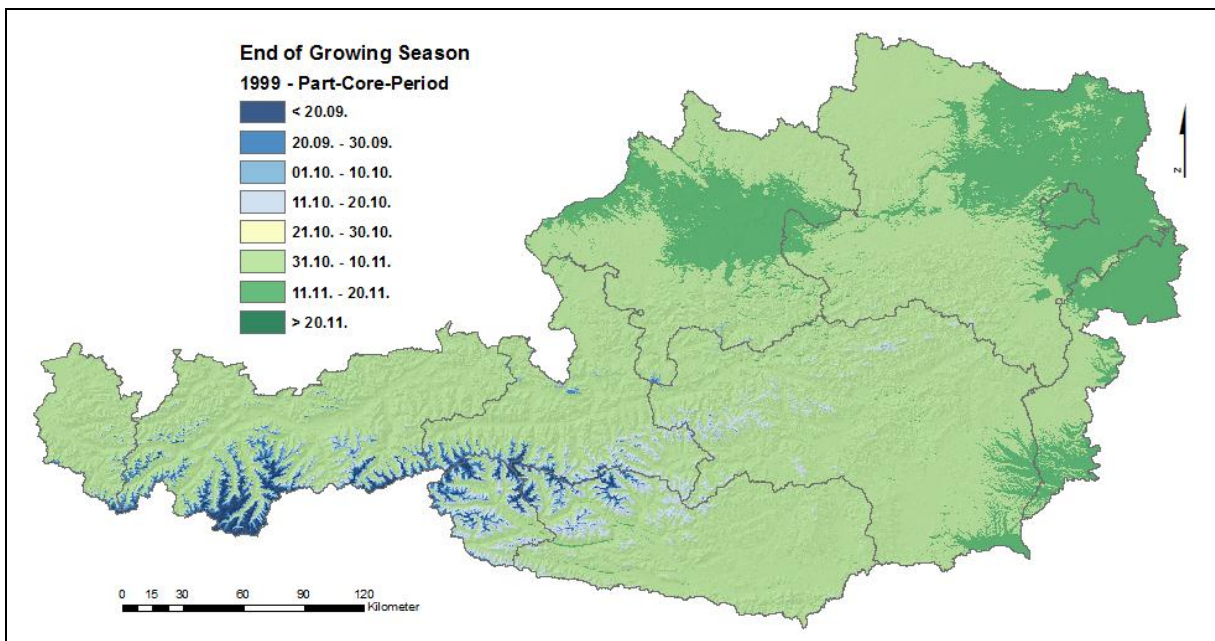 End of Growing Season
1999 - Part-Core-Period
< 20.09.
20.09. - 30.09.
01.10. - 10.10.
11.10. - 20.10.
21.10. - 30.10.
31.10. - 10.11.
11.11. - 20.11.
> 20.11.
N
0 15 30 60 90 120
Kilometer